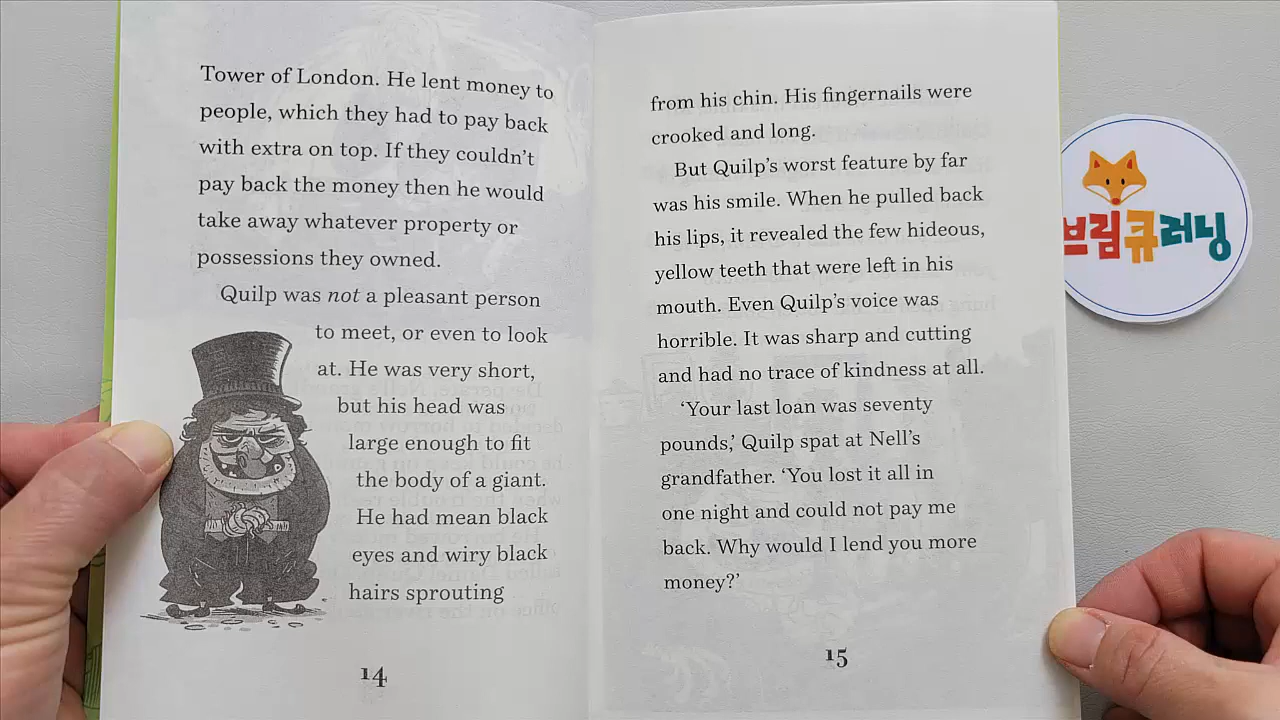 Tower of London. He lent money to
people, which they had to pay back
with extra on top. If they couldn’t
pay back the money then he would
take away whatever property or
possessions they owned.
Quilp was not a pleasant person
to meet, or even to look
at. He was very short,
but his head was
large enough to fit
the body of a giant.
He had mean black
eyes and wiry black
hairs sprouting
14
from his chin. His fingernails were
crooked and long.
But Quilp’s worst feature by far
was his smile. When he pulled back
his lips, it revealed the few hideous,
yellow teeth that were left in his
mouth. Even Quilp’s voice was
horrible. It was sharp and cutting
and had no trace of kindness at all.
‘Your last loan was seventy
pounds,’ Quilp spat at Nell’s
grandfather. ‘You lost it all in
one night and could not pay me
back. Why would I lend you more
money?’
15
브림큐러닝